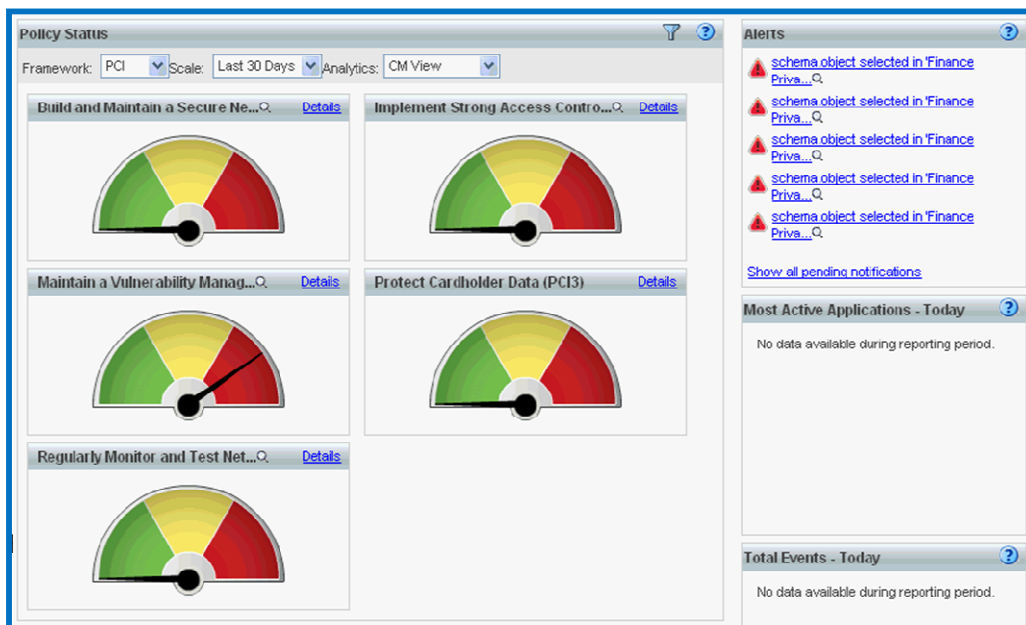 Policy Status
Framework: PCI Scale: Last 30 Days Analytics: CM View
Build and Maintain a Secure Ne... Details
Implement Strong Access Contro... Details
Maintain a Vulnerability Manag... Details
Protect Cardholder Data (PCI3) Details
Regularly Monitor and Test Net... Details
Alerts
schema object selected in 'Finance
Priva...
schema object selected in 'Finance
Priva...
schema object selected in 'Finance
Priva...
schema object selected in 'Finance
Priva...
schema object selected in 'Finance
Priva...
Show all pending notifications
Most Active Applications - Today
No data available during reporting period.
Total Events - Today
No data available during reporting period.